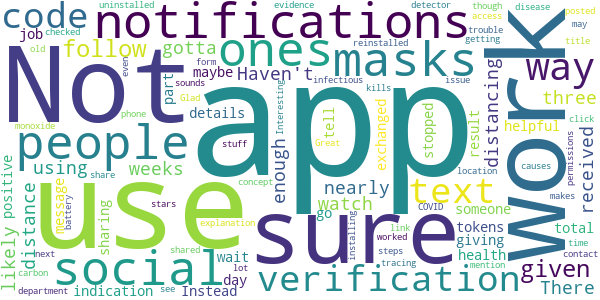 uninstalled evidence detector though access disease
code notifications posted may
job checked follow gotta ones masks trouble getting way title
old Haven't maybe form reinstalled
even infectious issue
Not app work
part sounds kills three
monoxide phone Glad details Interesting tell stopped result click
people stuff Great exchanged distancing helpful permissions
using weeks enough nearly text received
share concept location causes makes
likely positive distance message battery use sure watch COVID someone
stars go installing tokens total
sharing explanation link worked giving time
next shared wait steps health contact
carbon social verification given
lot day tracing mention
department indication see Instead There